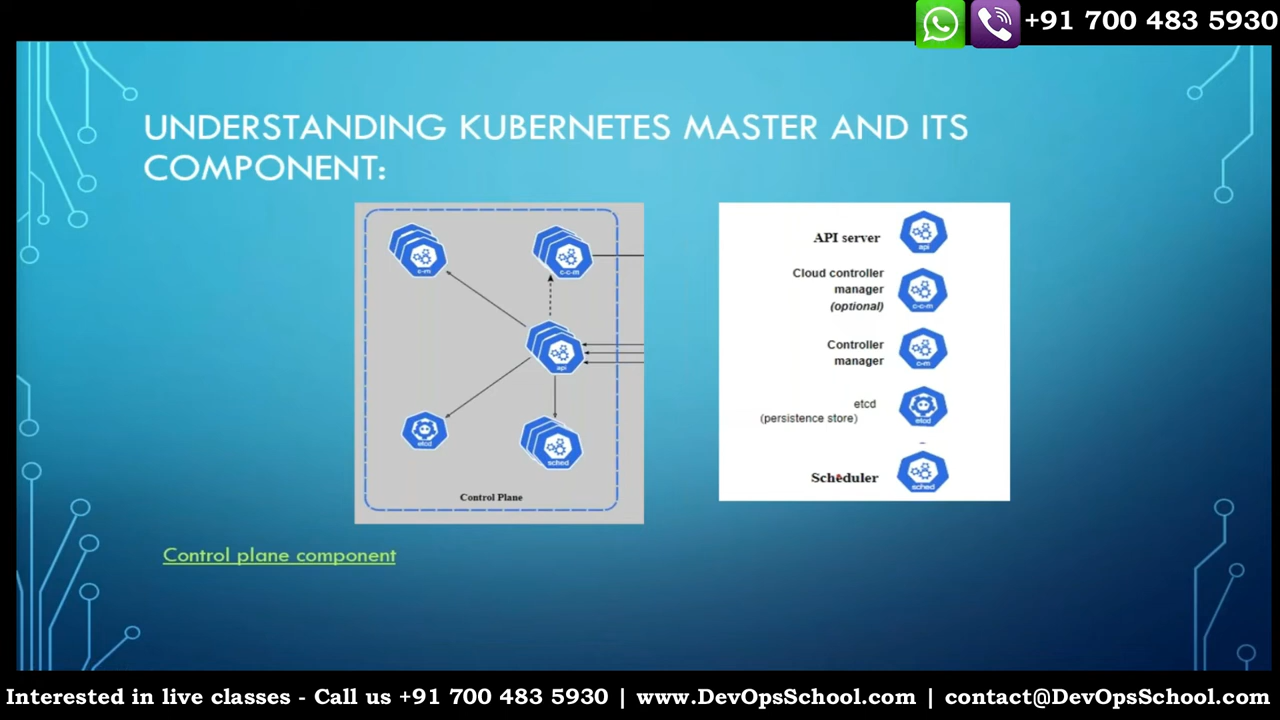 +91 700 483 5930
UNDERSTANDING KUBERNETES MASTER AND ITS
COMPONENT:
c-m
c-c-m
api
etcd
sched
Control Plane
API server
api
Cloud controller
manager
(optional)
c-c-m
Controller
manager
c-m
etcd
(persistence store)
etcd
Scheduler
sched
Control plane component
Interested in live classes - Call us +91 700 483 5930 | www.DevOpsSchool.com | contact@DevOpsSchool.com